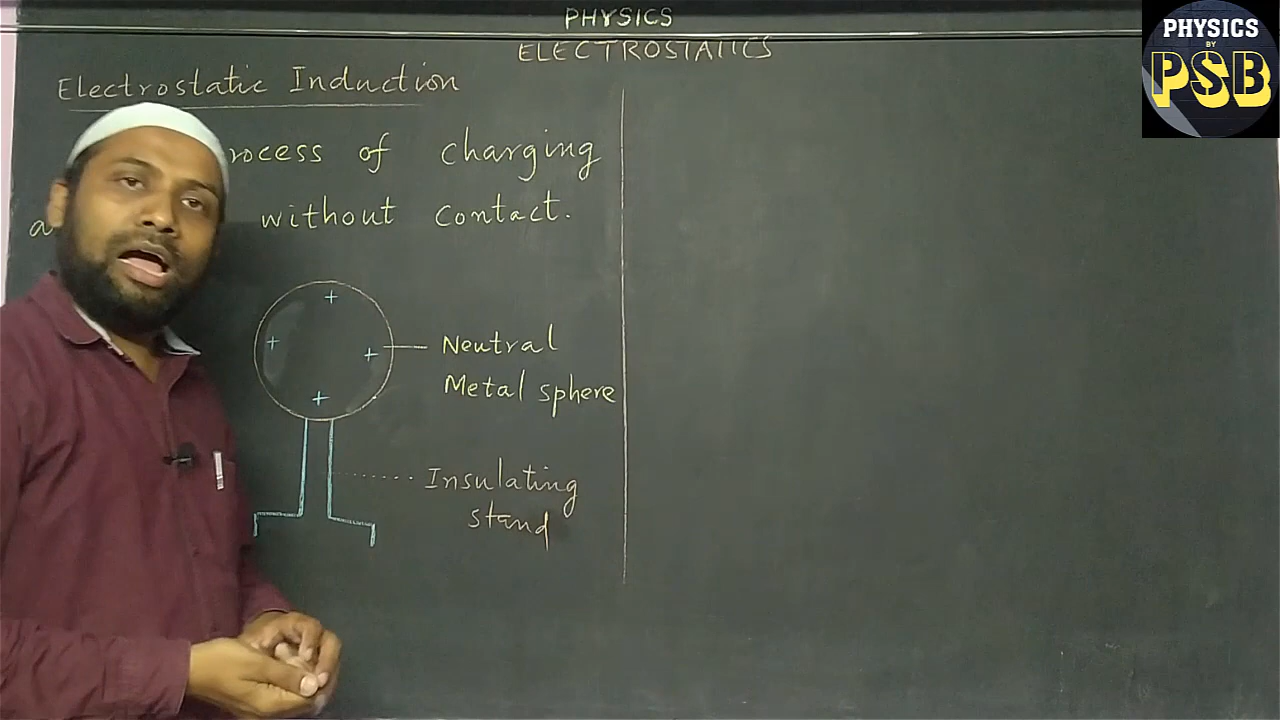 PHYSICS
ELECTROSTATICS
PHYSICS
BY
PSB
Electrostatic Induction
rocess of charging
a without contact.
Neutral
Metal sphere
Insulating
stand